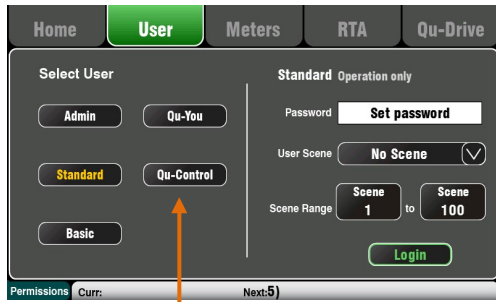 Home User Meters RTA Qu-Drive
Select User
Admin Qu-You
Standard Qu-Control
Basic
Standard Operation only
Password Set password
User Scene No Scene
Scene Range Scene 1 to Scene 100
Login
Permissions Curr: Next:5)